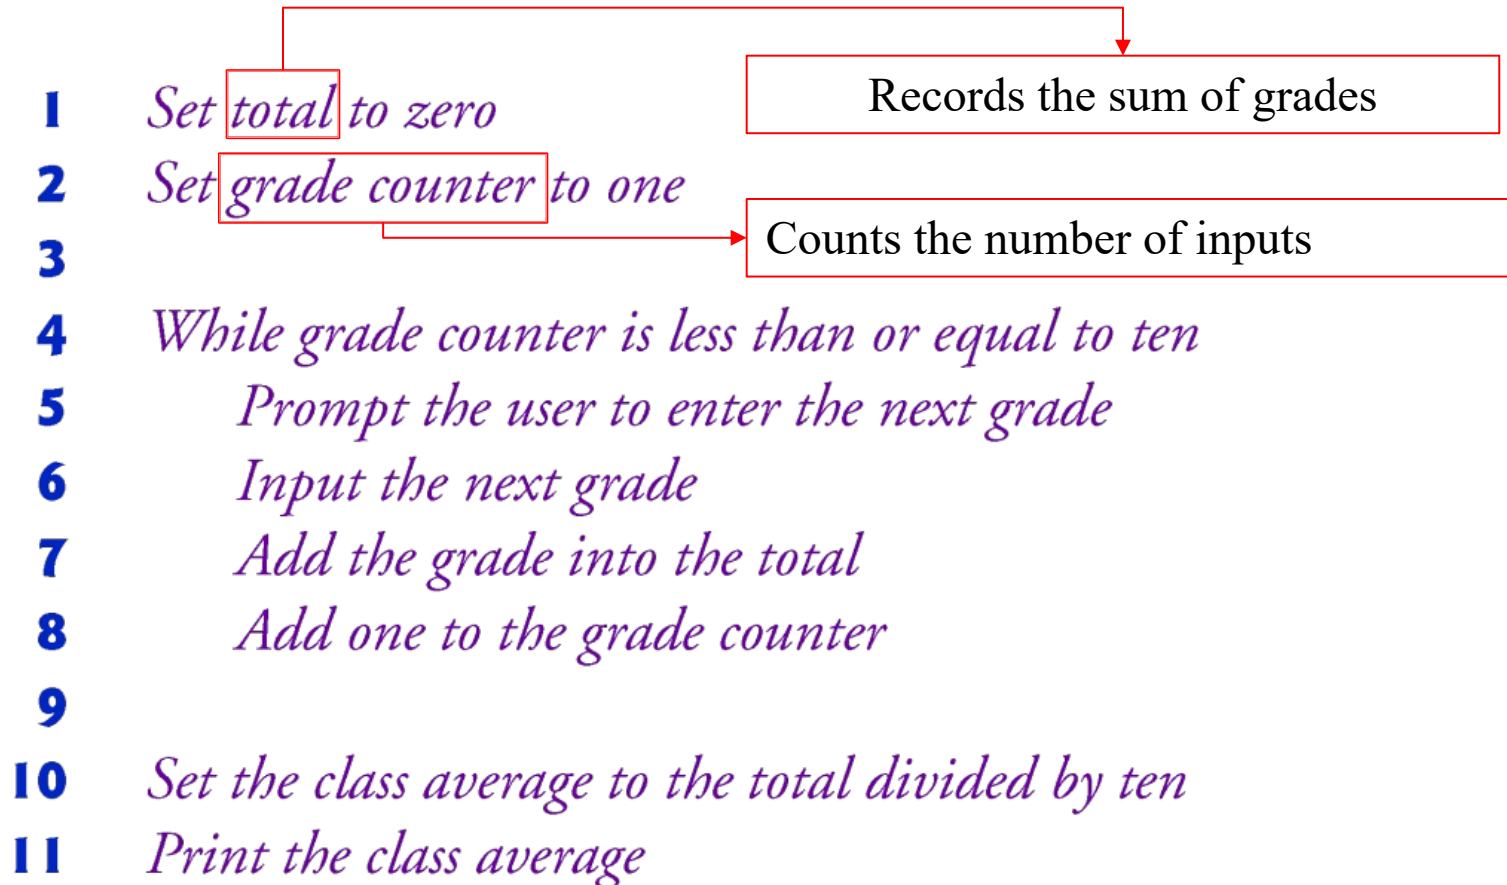 1 Set total to zero
Records the sum of grades
2 Set grade counter to one
Counts the number of inputs
3
4 While grade counter is less than or equal to ten
5 Prompt the user to enter the next grade
6 Input the next grade
7 Add the grade into the total
8 Add one to the grade counter
9
10 Set the class average to the total divided by ten
11 Print the class average